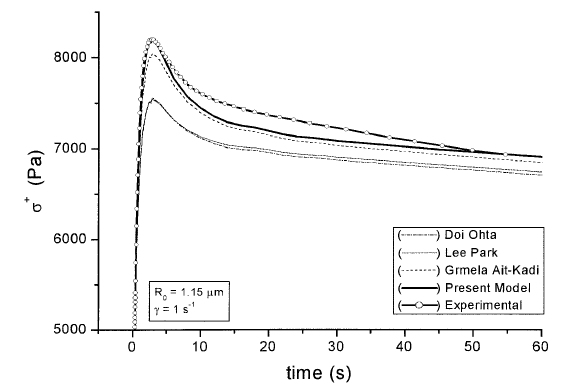 8000
7000
6000
5000
σ⁺ (Pa)
0
10
20
30
40
50
60
time (s)
R₀ = 1.15 μm
γ = 1 s⁻¹
(-----) Doi Ohta
(-----) Lee Park
(-----) Grmela Ait-Kadi
(—) Present Model
(—o—) Experimental